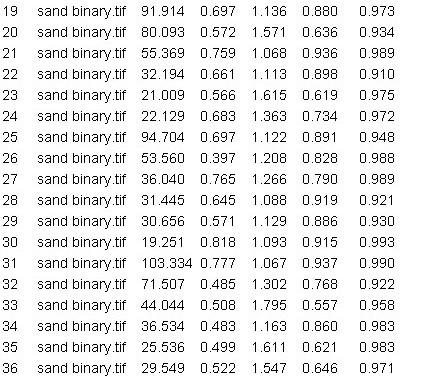 19 sand binary.tif 91.914 0.697 1.136 0.880 0.973
20 sand binary.tif 80.093 0.572 1.571 0.636 0.934
21 sand binary.tif 55.369 0.759 1.068 0.936 0.989
22 sand binary.tif 32.194 0.661 1.113 0.898 0.910
23 sand binary.tif 21.009 0.566 1.615 0.619 0.975
24 sand binary.tif 22.129 0.683 1.363 0.734 0.972
25 sand binary.tif 94.704 0.697 1.122 0.891 0.948
26 sand binary.tif 53.560 0.397 1.208 0.828 0.988
27 sand binary.tif 36.040 0.765 1.266 0.790 0.989
28 sand binary.tif 31.445 0.645 1.088 0.919 0.921
29 sand binary.tif 30.656 0.571 1.129 0.886 0.930
30 sand binary.tif 19.251 0.818 1.093 0.915 0.993
31 sand binary.tif 103.334 0.777 1.067 0.937 0.990
32 sand binary.tif 71.507 0.485 1.302 0.768 0.922
33 sand binary.tif 44.044 0.508 1.795 0.557 0.958
34 sand binary.tif 36.534 0.483 1.163 0.860 0.983
35 sand binary.tif 25.536 0.499 1.611 0.621 0.983
36 sand binary.tif 29.549 0.522 1.547 0.646 0.971